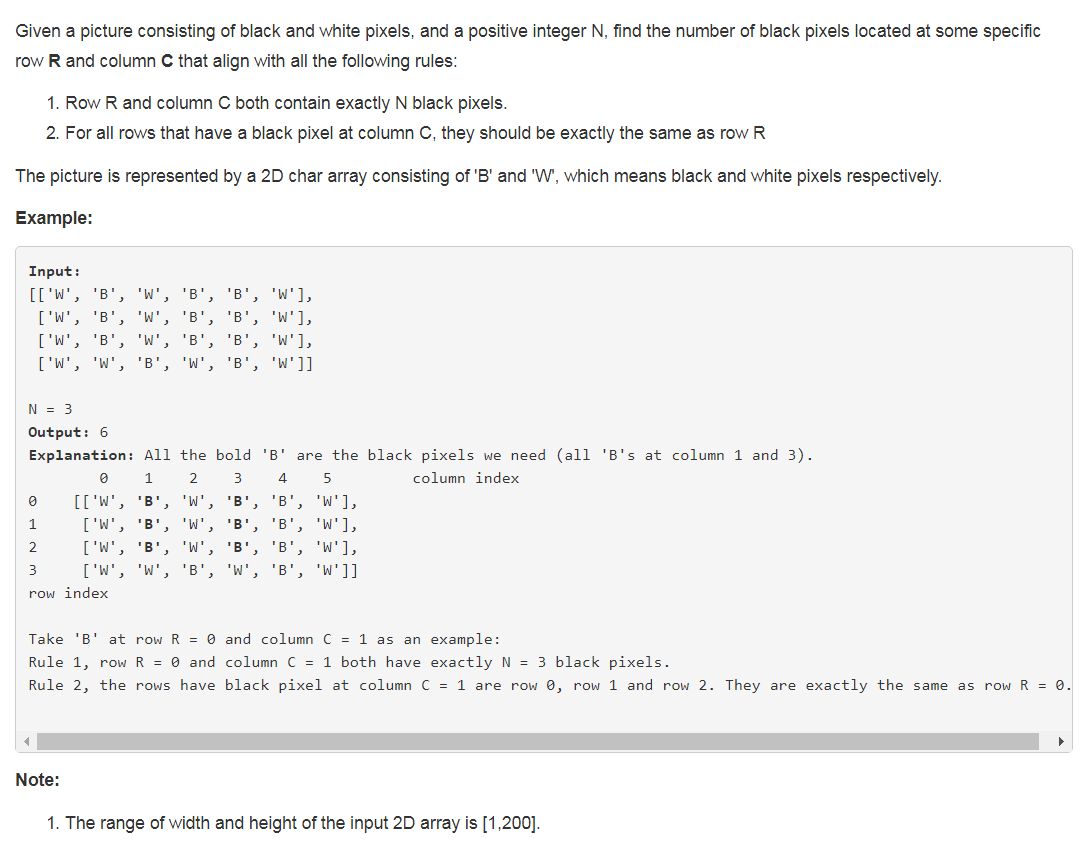 Given a picture consisting of black and white pixels, and a positive integer N, find the number of black pixels located at some specific
row R and column C that align with all the following rules:
1. Row R and column C both contain exactly N black pixels.
2. For all rows that have a black pixel at column C, they should be exactly the same as row R
The picture is represented by a 2D char array consisting of 'B' and 'W', which means black and white pixels respectively.
Example:
Input:
[['W', 'B', 'W', 'B', 'B', 'W'],
 ['W', 'B', 'W', 'B', 'B', 'W'],
 ['W', 'B', 'W', 'B', 'B', 'W'],
 ['W', 'W', 'B', 'W', 'B', 'W']]
N = 3
Output: 6
Explanation: All the bold 'B' are the black pixels we need (all 'B's at column 1 and 3).
        0    1    2    3    4    5          column index
0    [['W', 'B', 'W', 'B', 'B', 'W'],
1     ['W', 'B', 'W', 'B', 'B', 'W'],
2     ['W', 'B', 'W', 'B', 'B', 'W'],
3     ['W', 'W', 'B', 'W', 'B', 'W']]
row index
Take 'B' at row R = 0 and column C = 1 as an example:
Rule 1, row R = 0 and column C = 1 both have exactly N = 3 black pixels.
Rule 2, the rows have black pixel at column C = 1 are row 0, row 1 and row 2. They are exactly the same as row R = 0.
Note:
1. The range of width and height of the input 2D array is [1,200].